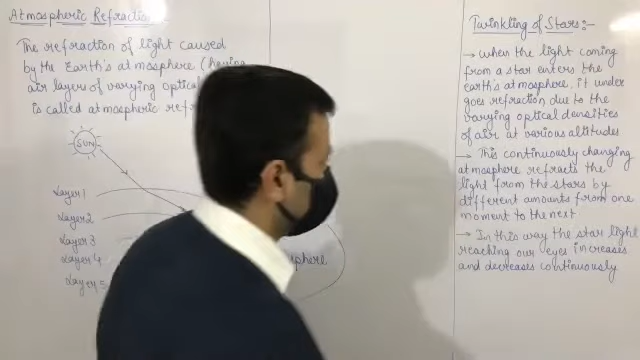 Atmospheric Refraction
The refraction of light caused
by the Earth's atmosphere (having
air layers of varying optical
is called atmospheric refr
SUN
Layer 1
Layer 2
Layer 3
Layer 4
Layer 5
sphere
Twinkling of Stars:-
→ When the light coming
from a star enters the
earth's atmosphere, it under
goes refraction due to the
varying optical densities
of air at various altitudes
→ This continuously changing
atmosphere refracts the
light from the stars by
different amounts from one
moment to the next
→ In this way the star light
reaching our eyes increases
and decreases continuously